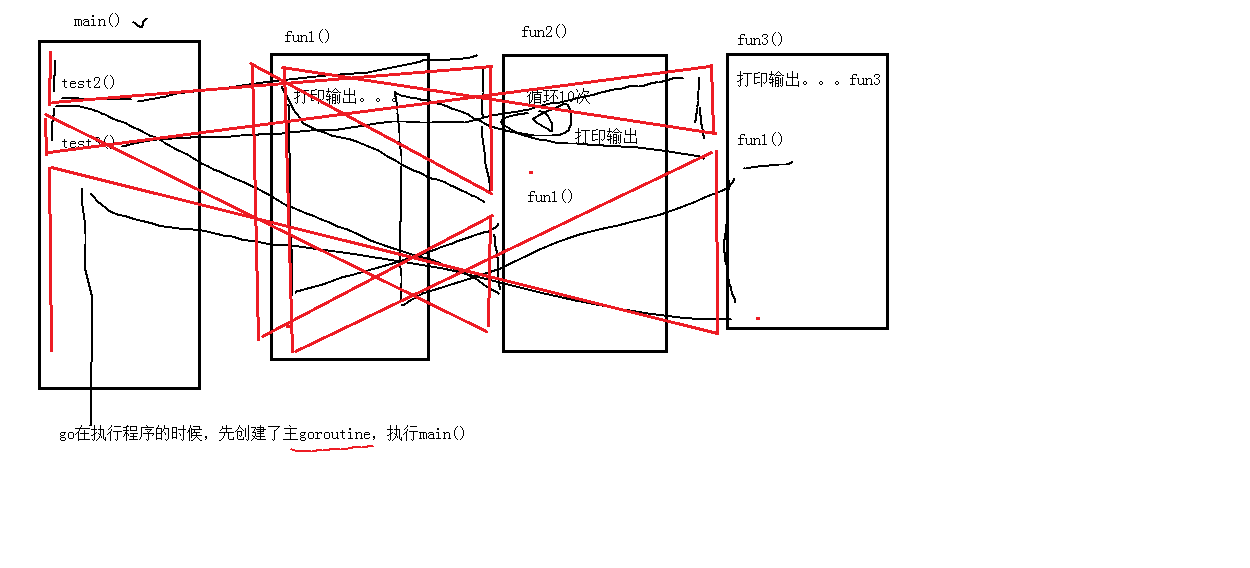 main()
test2()
test3()
fun1()
打印输出。。。
fun2()
循环10次
打印输出
fun1()
fun3()
打印输出。。。fun3
fun1()
go在执行程序的时候，先创建了主goroutine，执行main()